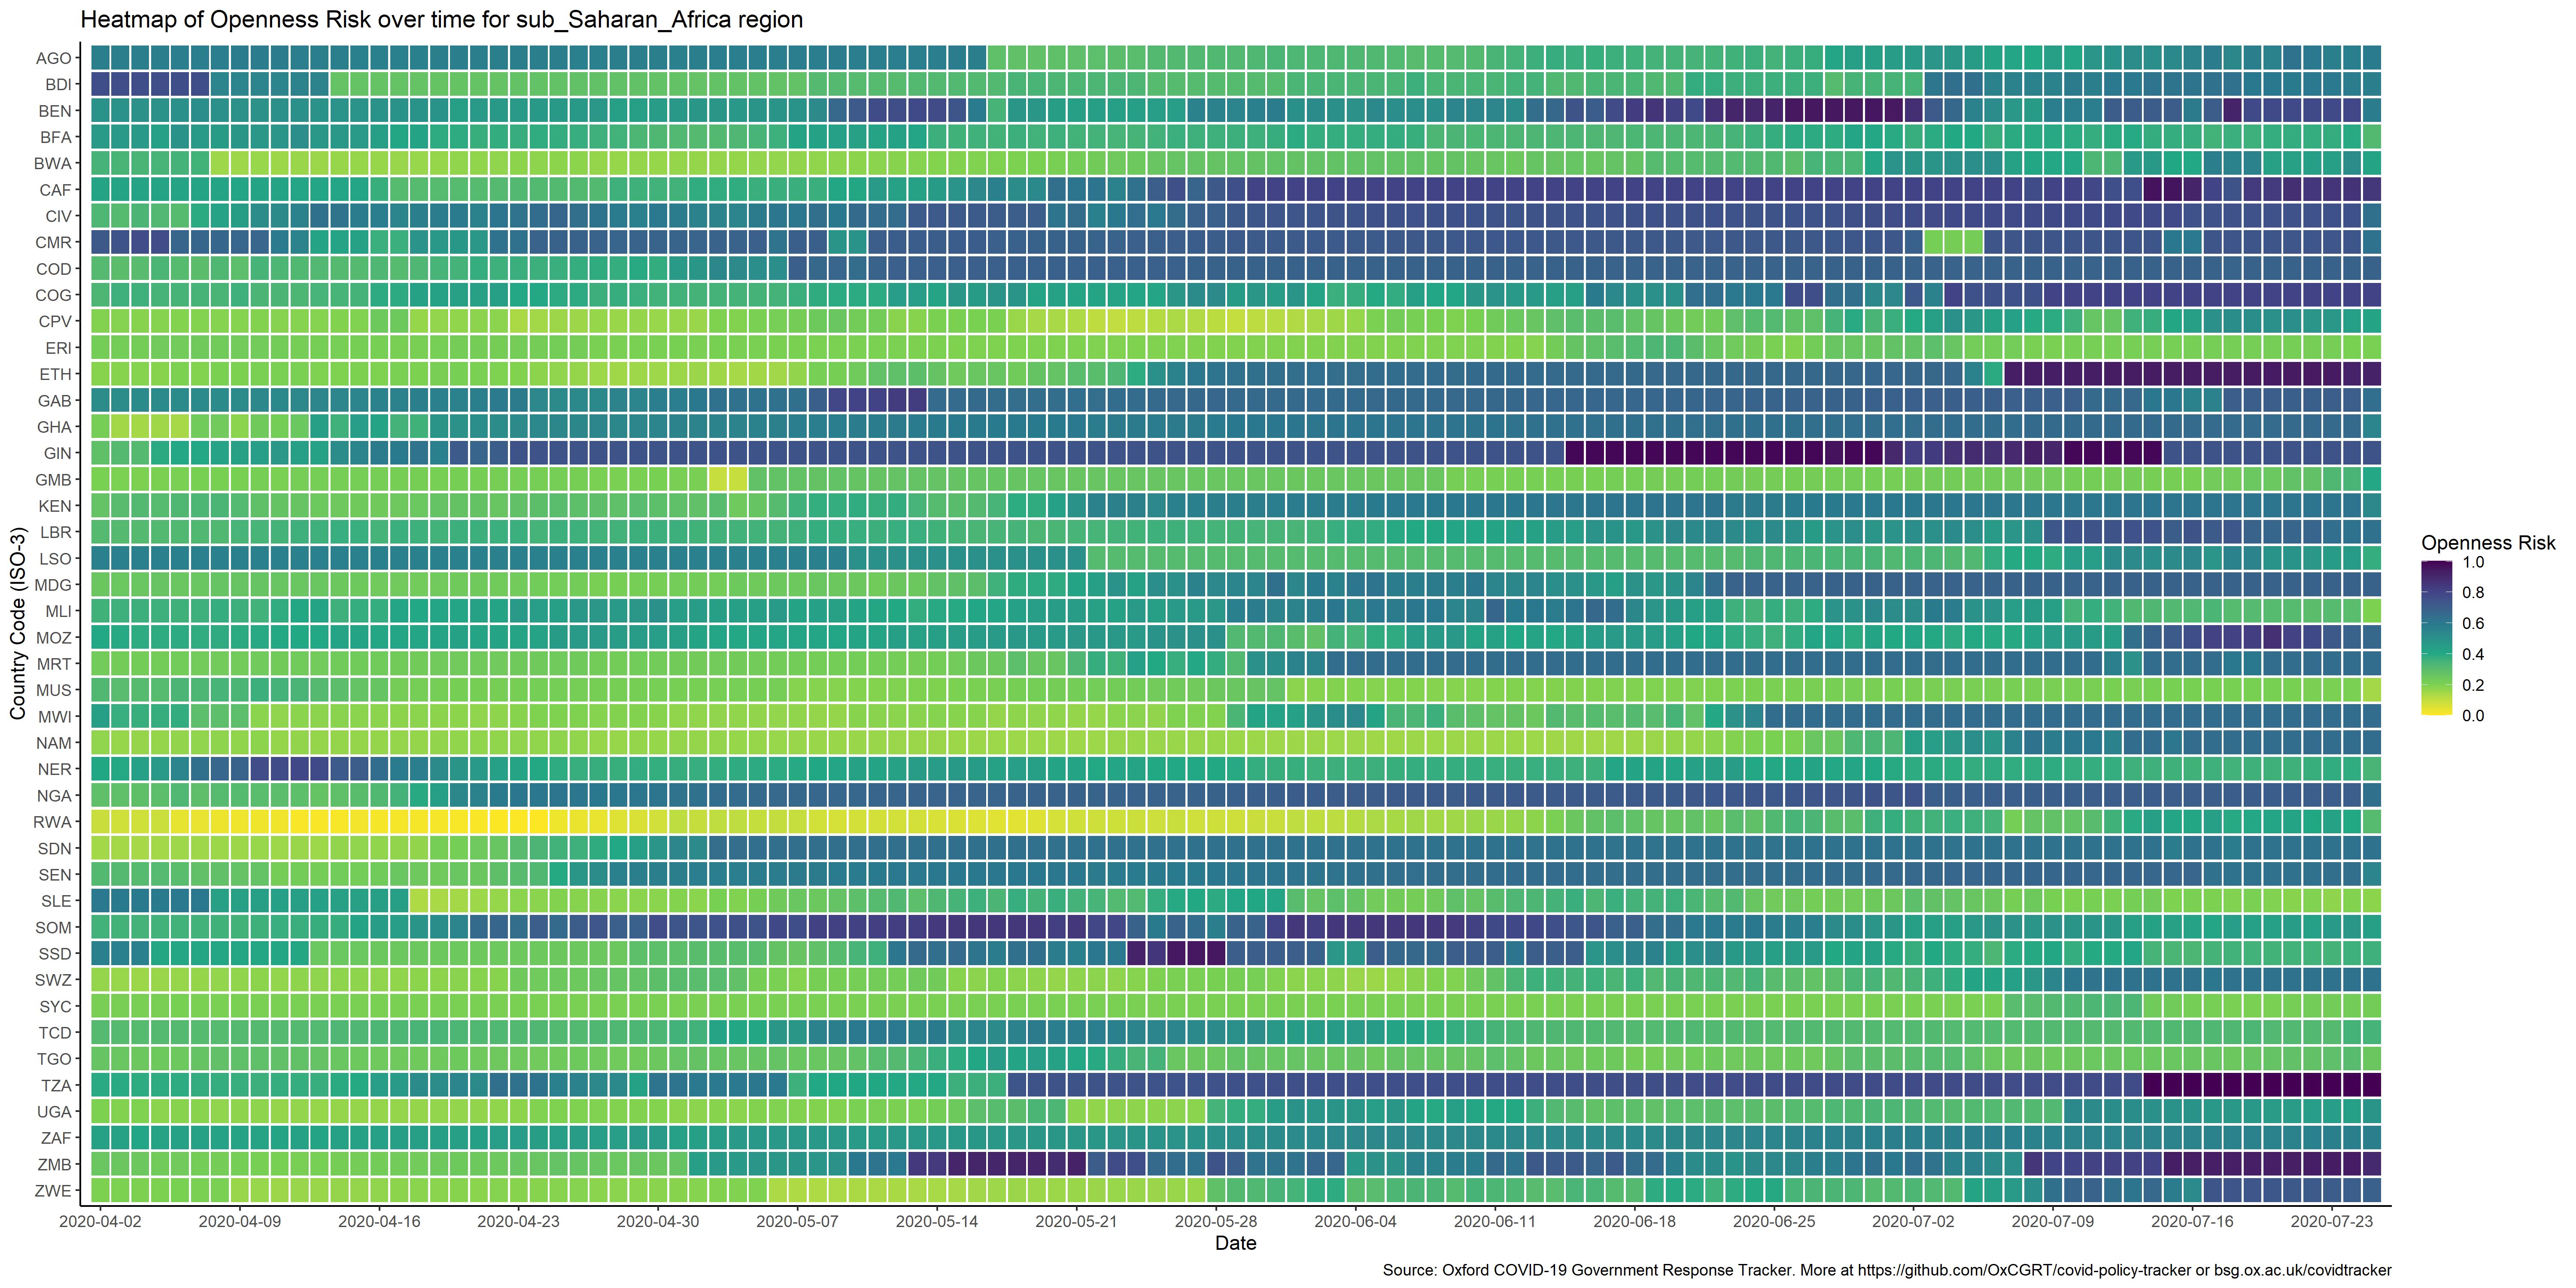 Heatmap of Openness Risk over time for sub_Saharan_Africa region
Country Code (ISO-3)
AGO
BDI
BEN
BFA
BWA
CAF
CIV
CMR
COD
COG
CPV
ERI
ETH
GAB
GHA
GIN
GMB
KEN
LBR
LSO
MDG
MLI
MOZ
MRT
MUS
MWI
NAM
NER
NGA
RWA
SDN
SEN
SLE
SOM
SSD
SWZ
SYC
TCD
TGO
TZA
UGA
ZAF
ZMB
ZWE
2020-04-02 2020-04-09 2020-04-16 2020-04-23 2020-04-30 2020-05-07 2020-05-14 2020-05-21 2020-05-28 2020-06-04 2020-06-11 2020-06-18 2020-06-25 2020-07-02 2020-07-09 2020-07-16 2020-07-23
Date
Openness Risk
1.0
0.8
0.6
0.4
0.2
0.0
Source: Oxford COVID-19 Government Response Tracker. More at https://github.com/OxCGRT/covid-policy-tracker or bsg.ox.ac.uk/covidtracker